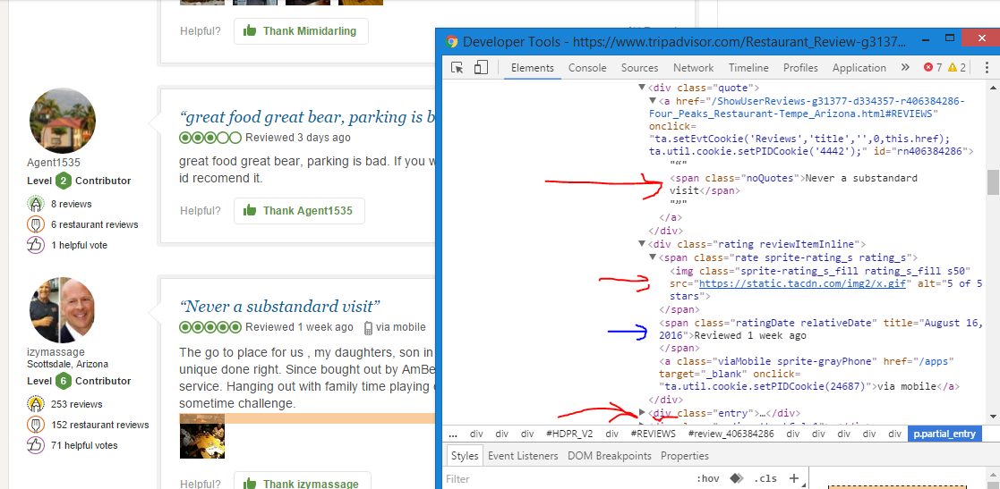 Helpful?
Thank Mimidarling
“great food great bear, parking is b
Reviewed 3 days ago
great food great bear, parking is bad. If you w
id recomend it.
Agent1535
Level 2 Contributor
8 reviews
6 restaurant reviews
1 helpful vote
Helpful?
Thank Agent1535
“Never a substandard visit”
Reviewed 1 week ago via mobile
The go to place for us , my daughters, son in
unique done right. Since bought out by AmBe
service. Hanging out with family time playing
sometime challenge.
izymassage
Scottsdale, Arizona
Level 6 Contributor
253 reviews
152 restaurant reviews
71 helpful votes
Helpful?
Thank izymassage
Developer Tools - https://www.tripadvisor.com/Restaurant_Review-g3137...
Elements Console Sources Network Timeline Profiles Application » 7 2
<div class="quote">
<a href="/ShowUserReviews-g31377-d334357-r406384286-
Four_Peaks_Restaurant-Tempe_Arizona.html#REVIEWS"
onclick=
"ta.setEvtCookie('Reviews','title','',0,this.href);
ta.util.cookie.setPIDCookie('4442');" id="rn406384286">
"“"
<span class="noQuotes">Never a substandard
visit</span>
"”"
</a>
</div>
<div class="rating reviewItemInline">
<span class="rate sprite-rating_s rating_s">
<img class="sprite-rating_s_fill rating_s_fill s50"
src="https://static.tacdn.com/img2/x.gif" alt="5 of 5
stars">
</span>
<span class="ratingDate relativeDate" title="August 16,
2016">Reviewed 1 week ago
</span>
<a class="viaMobile sprite-grayPhone" href="/apps"
target="_blank" onclick=
"ta.util.cookie.setPIDCookie(24687)">via mobile</a>
</div>
<div class="entry">…</div>
... div div div #HDPR_V2 div #REVIEWS #review_406384286 div div div div p.partial_entry
Styles Event Listeners DOM Breakpoints Properties
Filter :hov .cls +